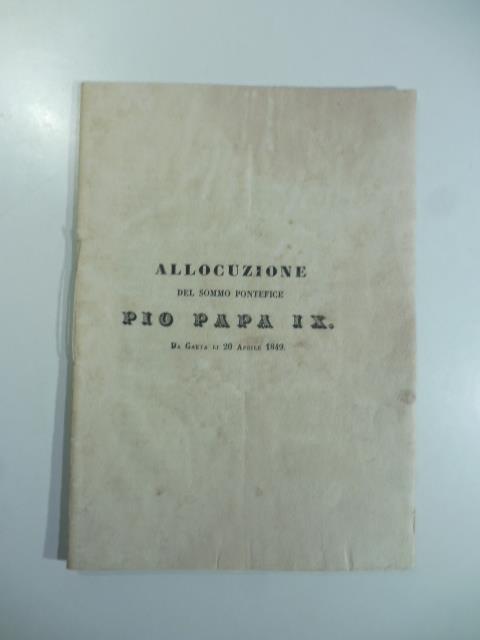 ALLOCUZIONE
DEL SOMMO PONTEFICE
PIO PAPA IX.
DA GAETA LI 20 APRILE 1849.